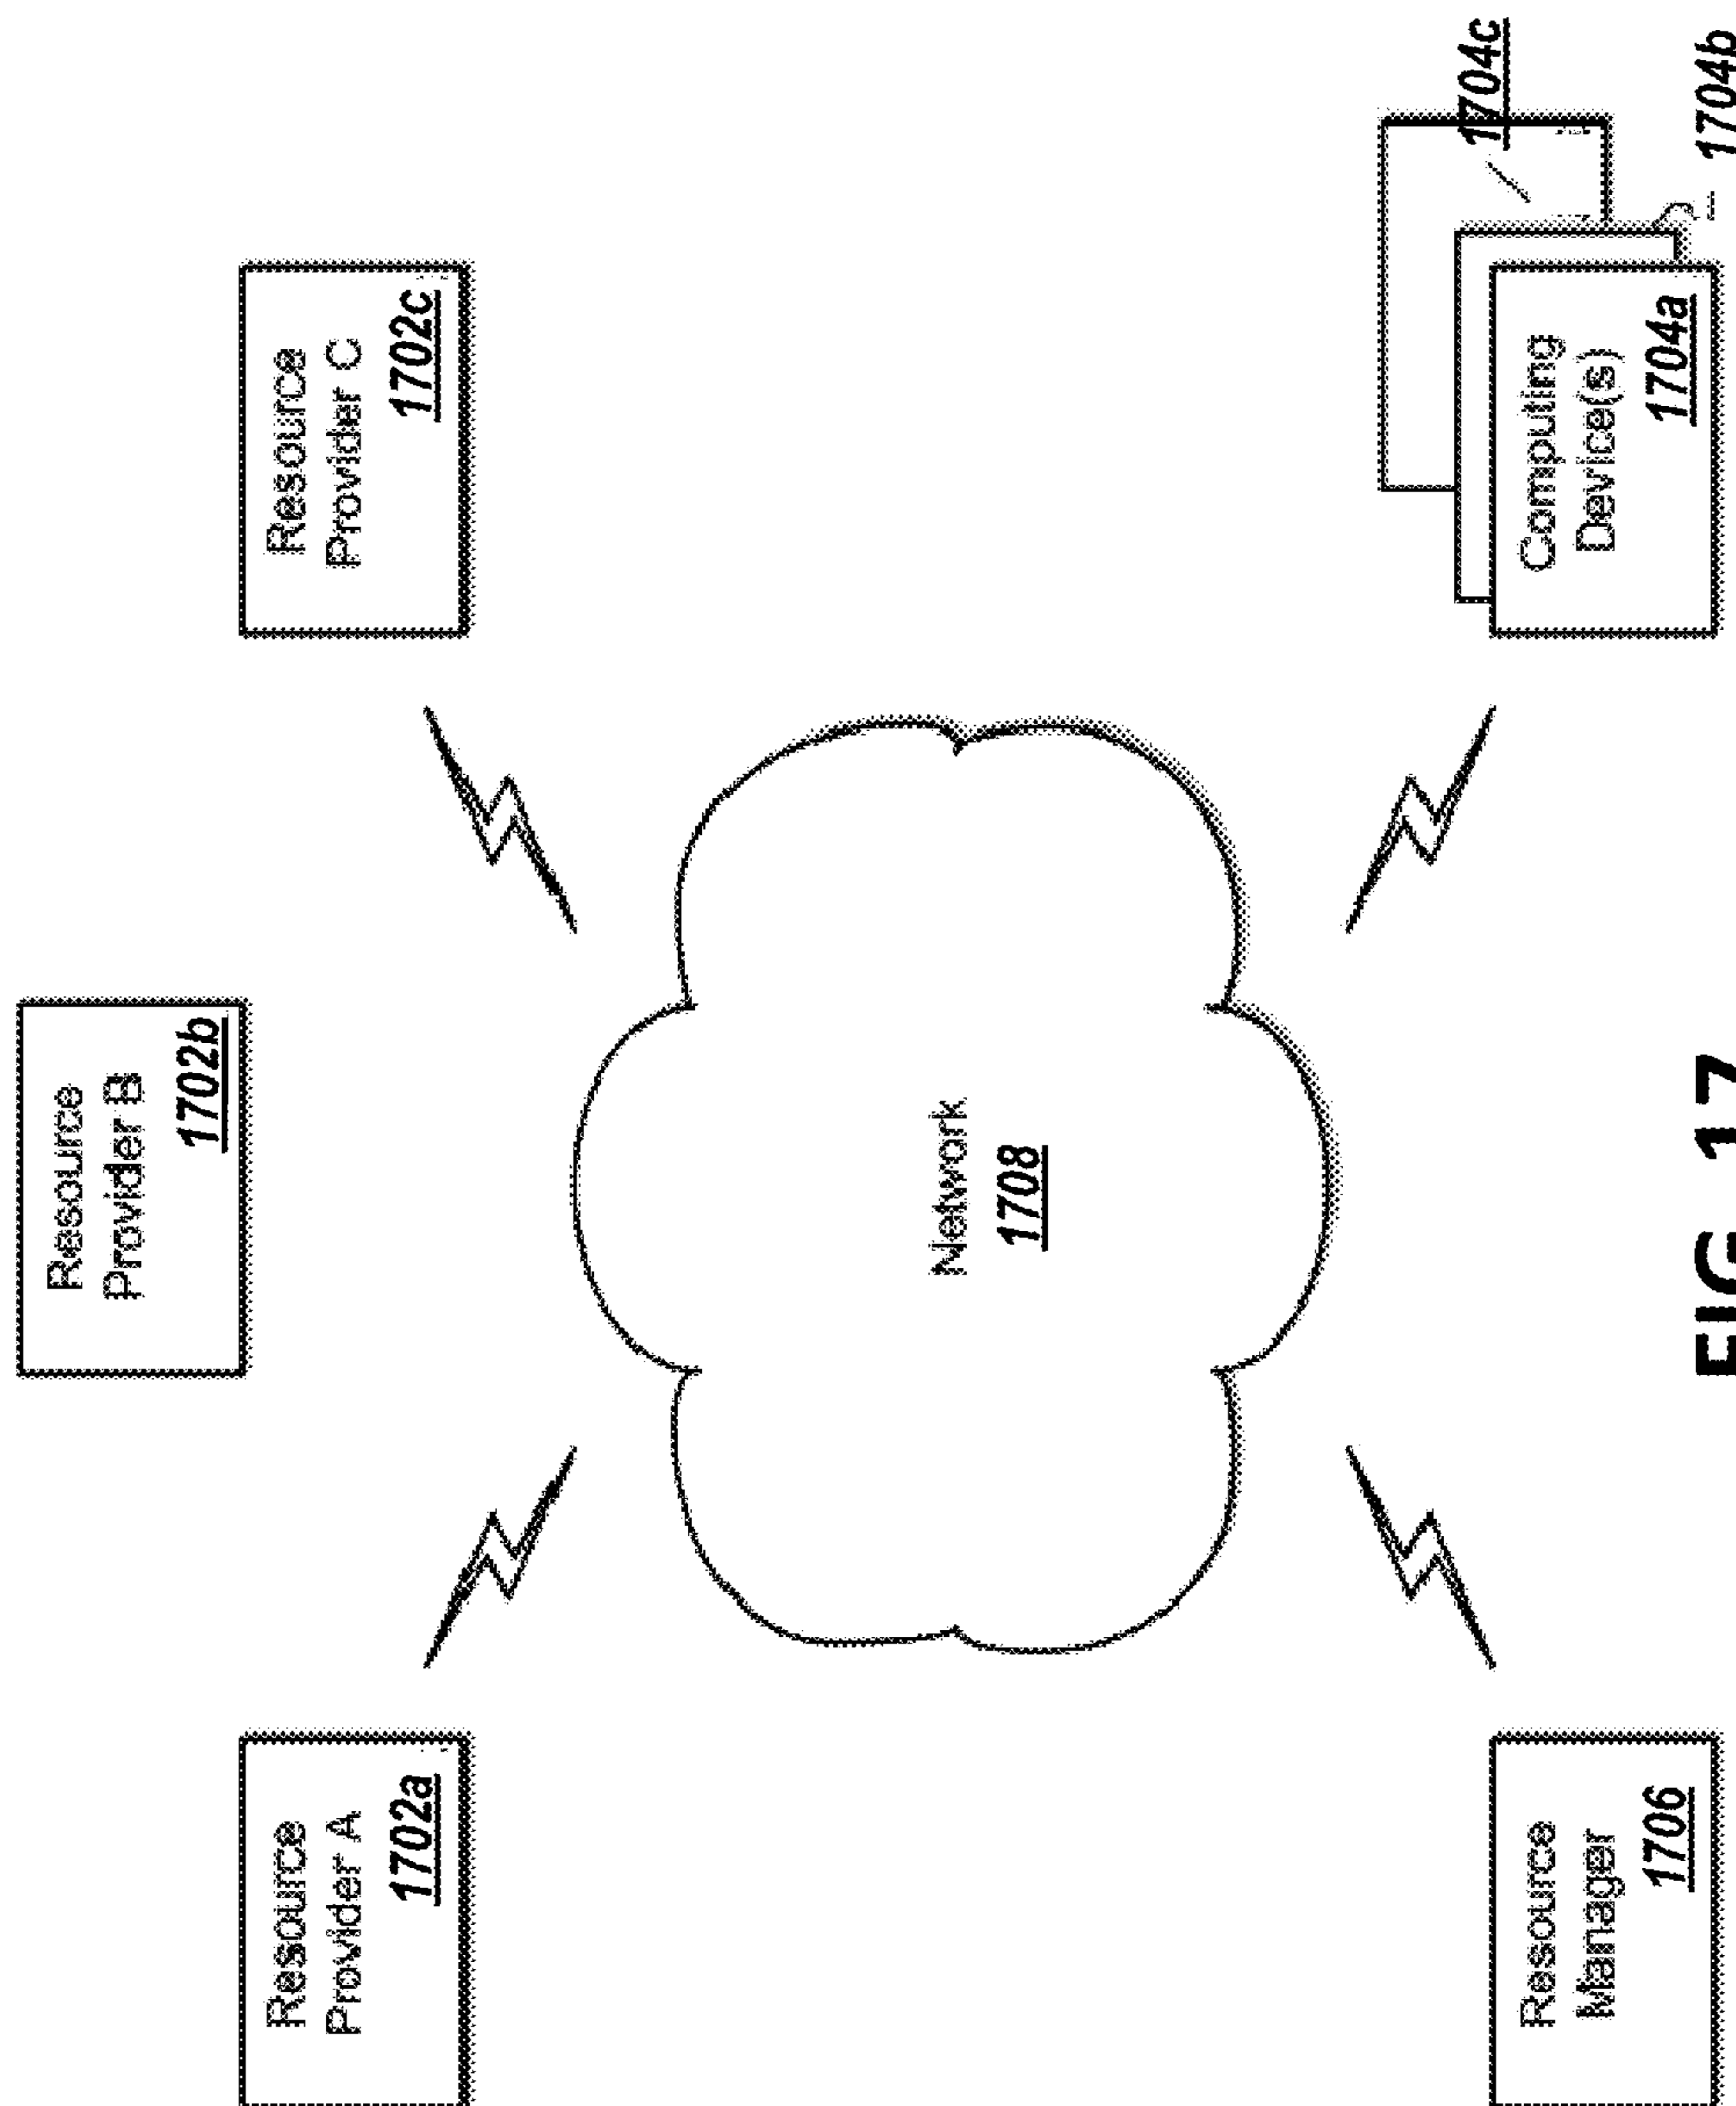 Resource
Provider B
1702b
Resource
Provider A
1702a
Resource
Provider C
1702c
Network
1708
Resource
Manager
1706
Computing
Device(s)
1704a
1704c
1704b
FIG. 17